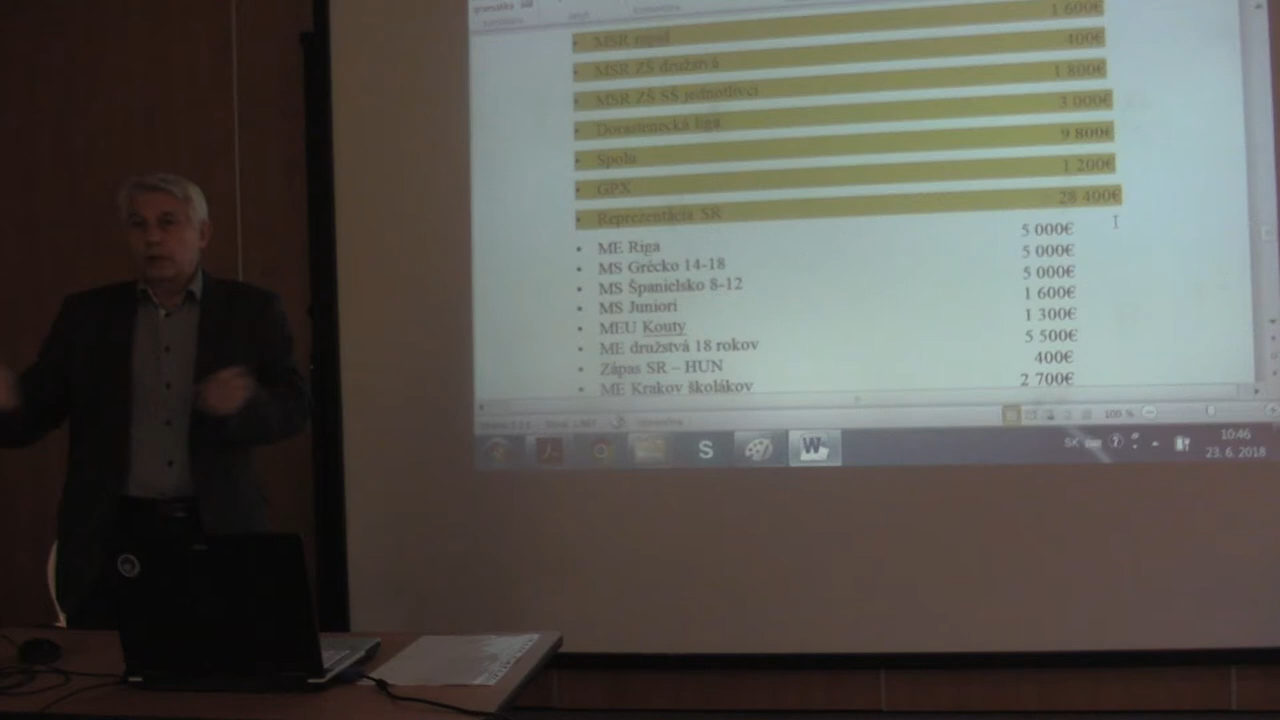 gramatika
• MSR rapid 1 600€
• MSR ZŠ družstvá 400€
• MSR ZŠ SŠ jednotlivci 1 800€
• Dorastenecká liga 3 000€
• Spolu 9 800€
• GPX 1 200€
• Reprezentácia SR 28 400€
• ME Riga 5 000€
• MS Grécko 14-18 5 000€
• MS Španielsko 8-12 5 000€
• MS Juniori 1 600€
• MEU Kouty 1 300€
• ME družstvá 18 rokov 5 500€
• Zápas SR – HUN 400€
• ME Krakov školákov 2 700€
100 %
S W SK 10:46
23. 6. 2018